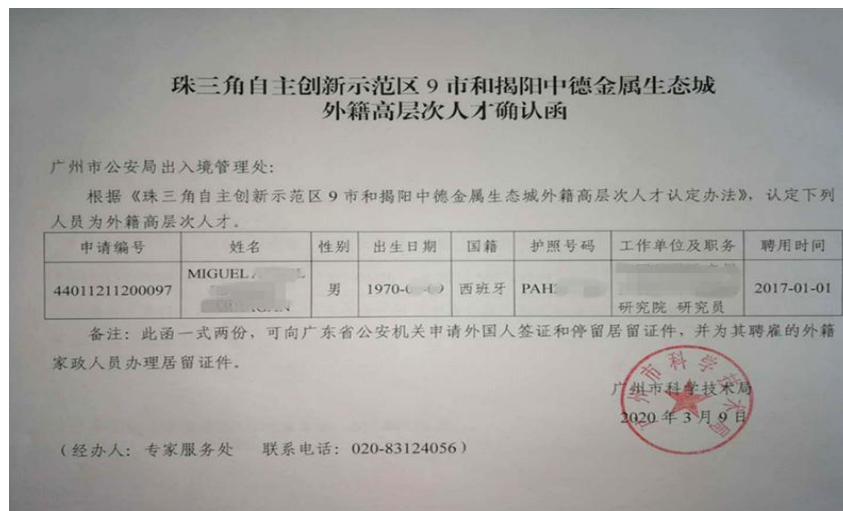 珠三角自主创新示范区9市和揭阳中德金属生态城
外籍高层次人才确认函
广州市公安局出入境管理处：
根据《珠三角自主创新示范区9市和揭阳中德金属生态城外籍高层次人才认定办法》，认定下列
人员为外籍高层次人才。
申请编号 姓名 性别 出生日期 国籍 护照号码 工作单位及职务 聘用时间
44011211200097 MIGUEL 男 1970- 西班牙 PAH 研究院 研究员 2017-01-01
备注：此函一式两份，可向广东省公安机关申请外国人签证和停留居留证件，并为其聘雇的外籍
家政人员办理居留证件。
广州市科学技术局
广州市科学技术局
2020年3月9日
（经办人：专家服务处 联系电话：020-83124056）